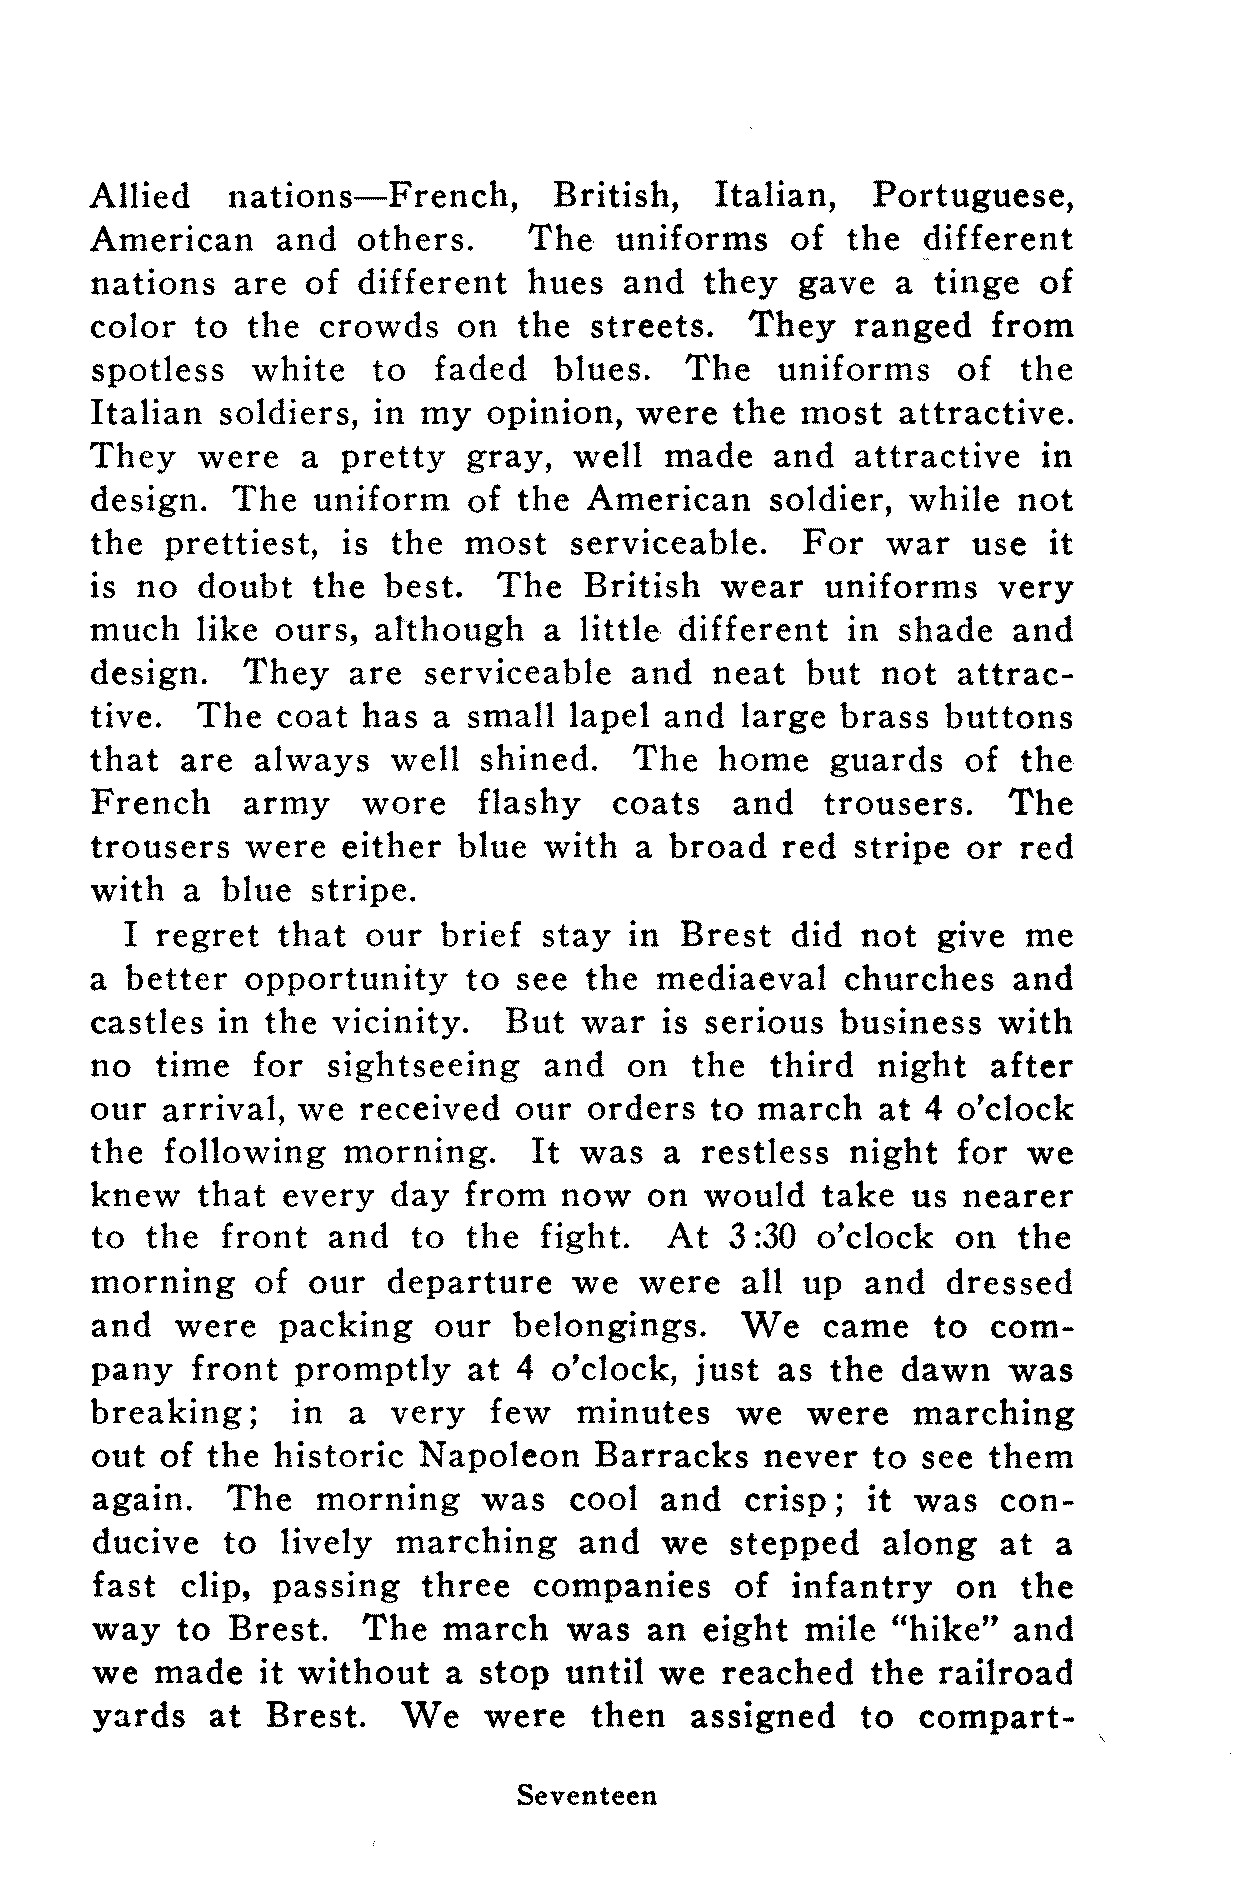 Allied nations—French, British, Italian, Portuguese,
American and others. The uniforms of the different
nations are of different hues and they gave a tinge of
color to the crowds on the streets. They ranged from
spotless white to faded blues. The uniforms of the
Italian soldiers, in my opinion, were the most attractive.
They were a pretty gray, well made and attractive in
design. The uniform of the American soldier, while not
the prettiest, is the most serviceable. For war use it
is no doubt the best. The British wear uniforms very
much like ours, although a little different in shade and
design. They are serviceable and neat but not attrac-
tive. The coat has a small lapel and large brass buttons
that are always well shined. The home guards of the
French army wore flashy coats and trousers. The
trousers were either blue with a broad red stripe or red
with a blue stripe.
I regret that our brief stay in Brest did not give me
a better opportunity to see the mediaeval churches and
castles in the vicinity. But war is serious business with
no time for sightseeing and on the third night after
our arrival, we received our orders to march at 4 o'clock
the following morning. It was a restless night for we
knew that every day from now on would take us nearer
to the front and to the fight. At 3:30 o'clock on the
morning of our departure we were all up and dressed
and were packing our belongings. We came to com-
pany front promptly at 4 o'clock, just as the dawn was
breaking; in a very few minutes we were marching
out of the historic Napoleon Barracks never to see them
again. The morning was cool and crisp; it was con-
ducive to lively marching and we stepped along at a
fast clip, passing three companies of infantry on the
way to Brest. The march was an eight mile "hike" and
we made it without a stop until we reached the railroad
yards at Brest. We were then assigned to compart-
Seventeen